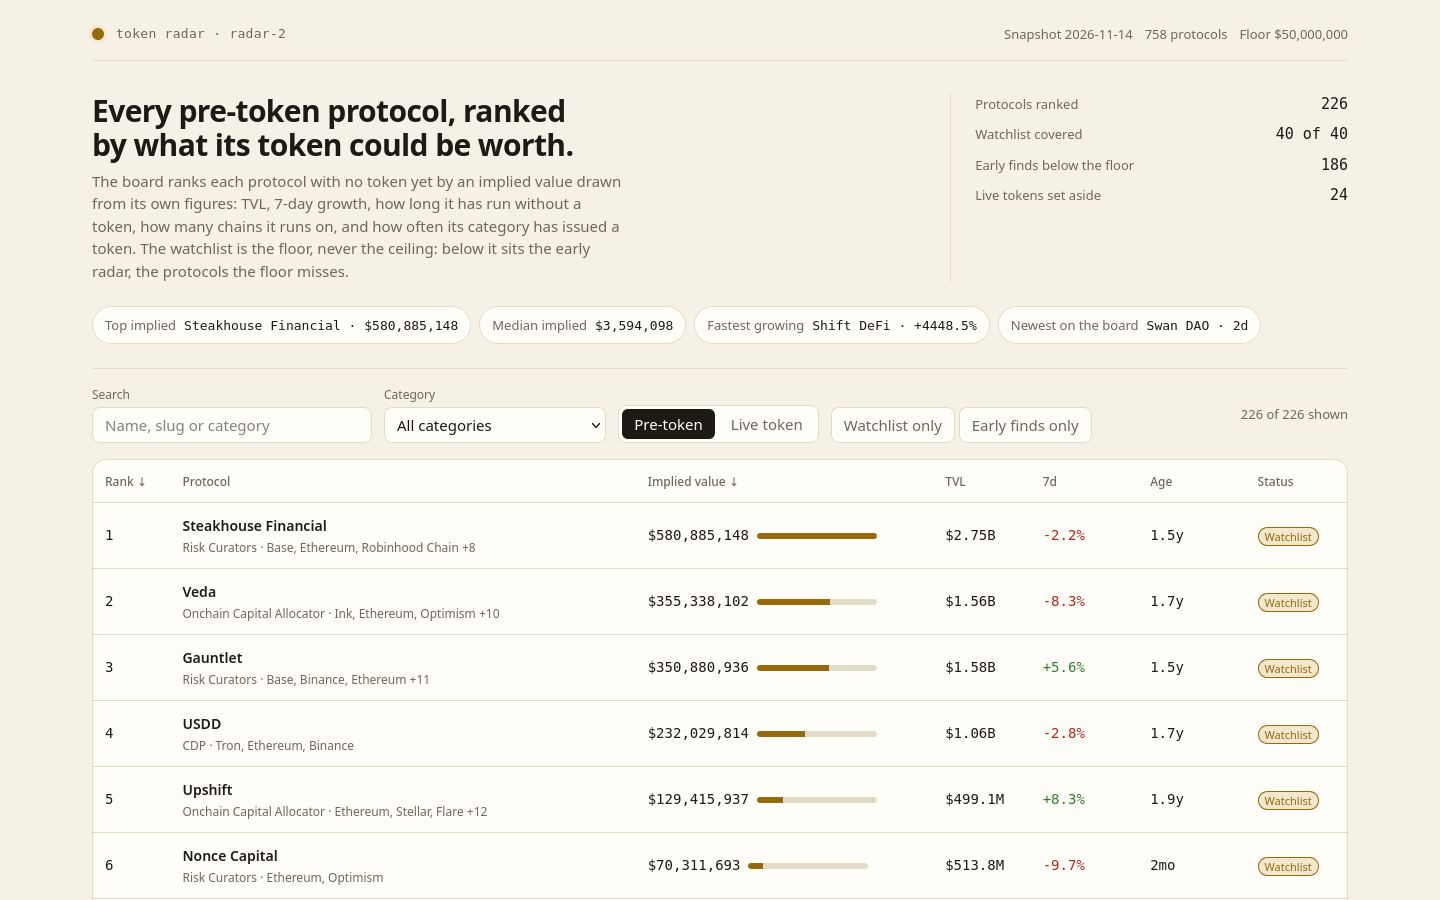 token radar · radar-2
Snapshot 2026-11-14 758 protocols Floor $50,000,000
Every pre-token protocol, ranked
by what its token could be worth.
The board ranks each protocol with no token yet by an implied value drawn
from its own figures: TVL, 7-day growth, how long it has run without a
token, how many chains it runs on, and how often its category has issued a
token. The watchlist is the floor, never the ceiling: below it sits the early
radar, the protocols the floor misses.
Protocols ranked 226
Watchlist covered 40 of 40
Early finds below the floor 186
Live tokens set aside 24
Top implied Steakhouse Financial · $580,885,148
Median implied $3,594,098
Fastest growing Shift DeFi · +4448.5%
Newest on the board Swan DAO · 2d
Search
Category
Name, slug or category
All categories
Pre-token
Live token
Watchlist only
Early finds only
226 of 226 shown
Rank ↓ Protocol Implied value ↓ TVL 7d Age Status
1 Steakhouse Financial $580,885,148 $2.75B -2.2% 1.5y Watchlist
Risk Curators · Base, Ethereum, Robinhood Chain +8
2 Veda $355,338,102 $1.56B -8.3% 1.7y Watchlist
Onchain Capital Allocator · Ink, Ethereum, Optimism +10
3 Gauntlet $350,880,936 $1.58B +5.6% 1.5y Watchlist
Risk Curators · Base, Binance, Ethereum +11
4 USDD $232,029,814 $1.06B -2.8% 1.7y Watchlist
CDP · Tron, Ethereum, Binance
5 Upshift $129,415,937 $499.1M +8.3% 1.9y Watchlist
Onchain Capital Allocator · Ethereum, Stellar, Flare +12
6 Nonce Capital $70,311,693 $513.8M -9.7% 2mo Watchlist
Risk Curators · Ethereum, Optimism